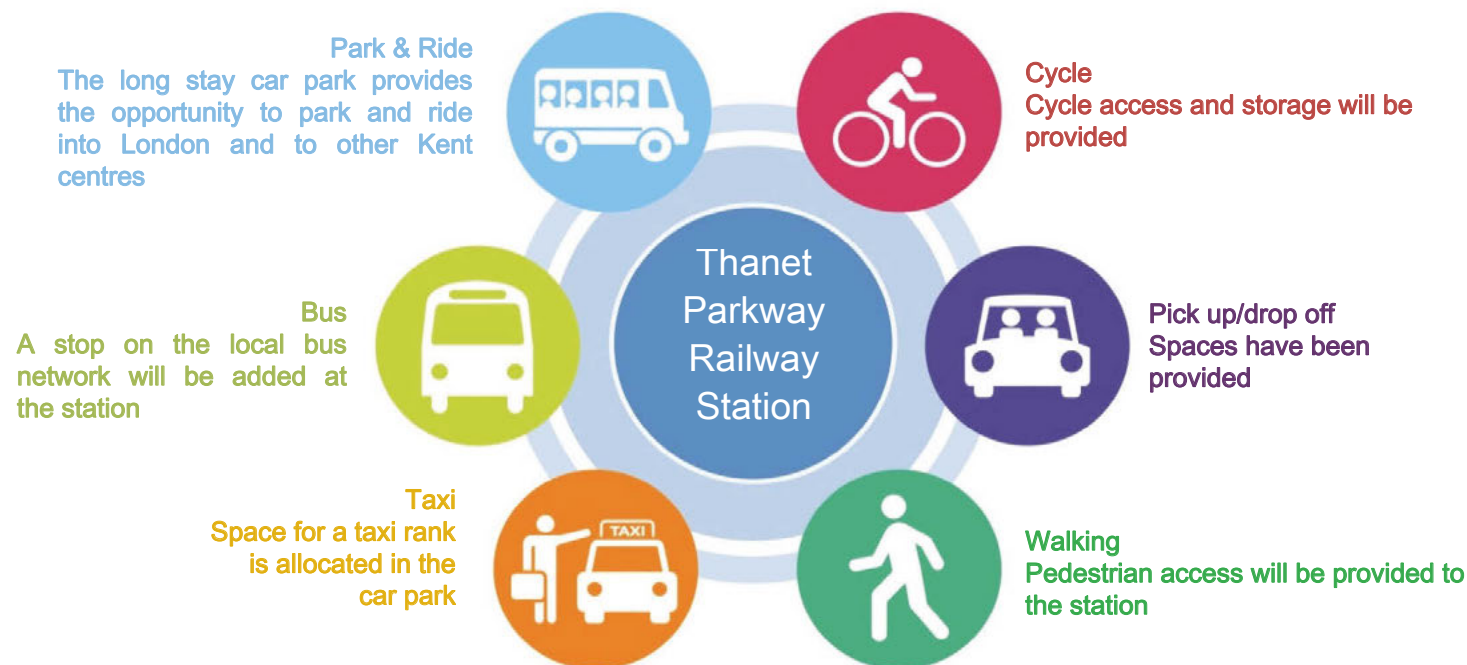 Park & Ride
The long stay car park provides
the opportunity to park and ride
into London and to other Kent
centres
Cycle
Cycle access and storage will be
provided
Thanet
Parkway
Railway
Station
Bus
A stop on the local bus
network will be added at
the station
Pick up/drop off
Spaces have been
provided
Taxi
Space for a taxi rank
is allocated in the
car park
TAXI
Walking
Pedestrian access will be provided to
the station